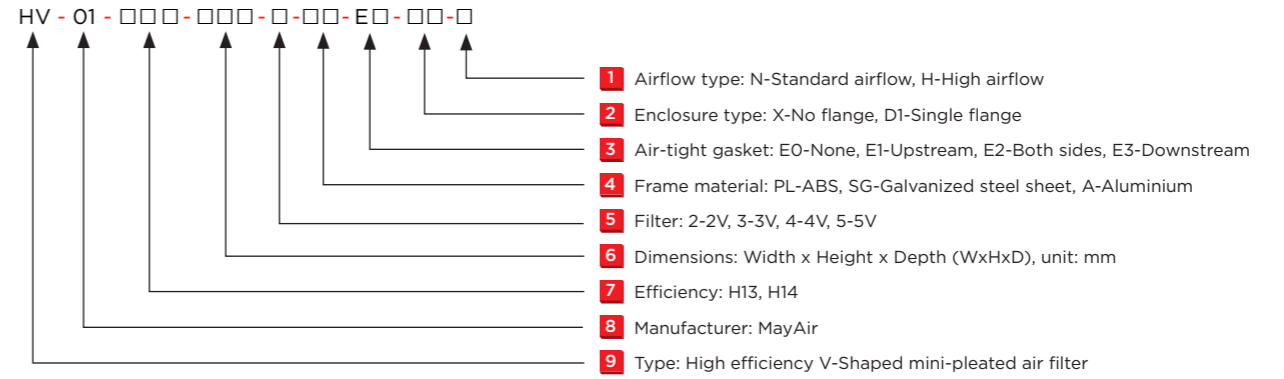 HV - 01 - □□□ - □□□ - □ - □□ - E□ - □□ - □
1 Airflow type: N-Standard airflow, H-High airflow
2 Enclosure type: X-No flange, D1-Single flange
3 Air-tight gasket: E0-None, E1-Upstream, E2-Both sides, E3-Downstream
4 Frame material: PL-ABS, SG-Galvanized steel sheet, A-Aluminium
5 Filter: 2-2V, 3-3V, 4-4V, 5-5V
6 Dimensions: Width x Height x Depth (WxHxD), unit: mm
7 Efficiency: H13, H14
8 Manufacturer: MayAir
9 Type: High efficiency V-Shaped mini-pleated air filter